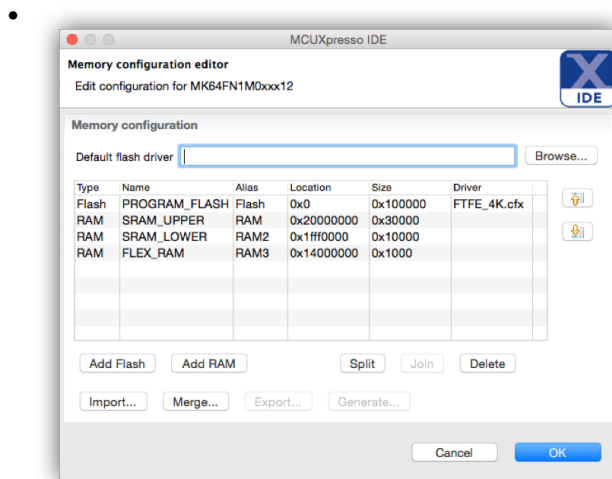 MCUXpresso IDE
Memory configuration editor
Edit configuration for MK64FN1M0xxx12
X
IDE
Memory configuration
Default flash driver
Browse...
Type Name Alias Location Size Driver
Flash PROGRAM_FLASH Flash 0x0 0x100000 FTFE_4K.cfx
RAM SRAM_UPPER RAM 0x20000000 0x30000
RAM SRAM_LOWER RAM2 0x1fff0000 0x10000
RAM FLEX_RAM RAM3 0x14000000 0x1000
Add Flash Add RAM Split Join Delete
Import... Merge... Export... Generate...
Cancel OK